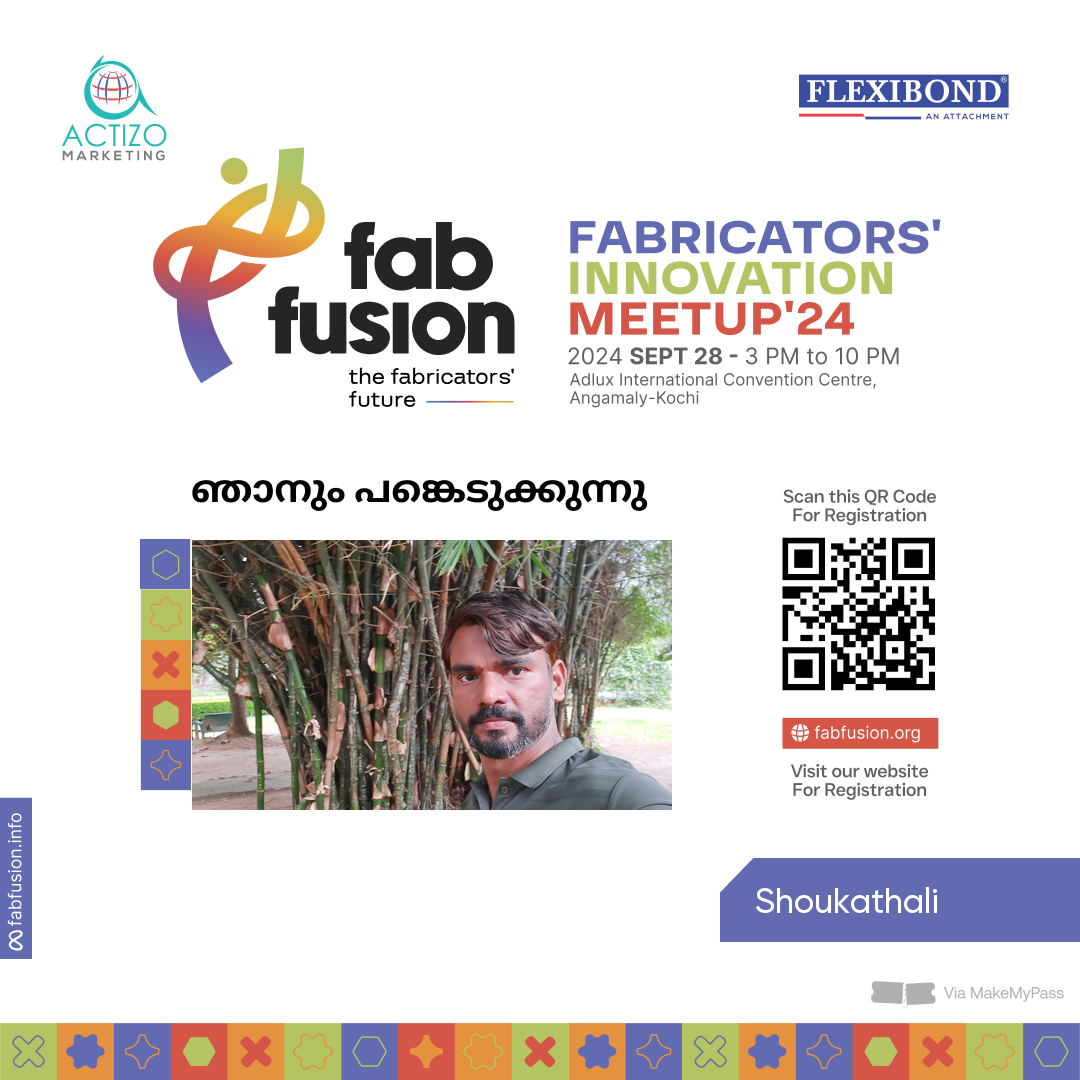 ACTIZO
MARKETING
FLEXIBOND®
AN ATTACHMENT
fab
fusion
the fabricators'
future
FABRICATORS'
INNOVATION
MEETUP'24
2024 SEPT 28 - 3 PM to 10 PM
Adlux International Convention Centre,
Angamaly-Kochi
ഞാനും പങ്കെടുക്കുന്നു
Scan this QR Code
For Registration
fabfusion.org
Visit our website
For Registration
fabfusion.info
Shoukathali
Via MakeMyPass